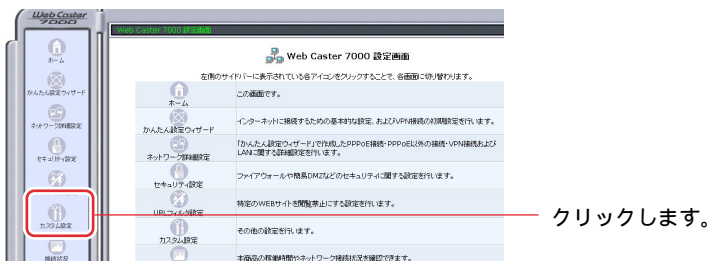 Web Caster
7000
Web Caster 7000 設定画面
Web Caster 7000 設定画面
左側のサイドバーに表示されている各アイコンをクリックすることで、各画面に切り替わります。
ホーム
かんたん設定ウィザード
ネットワーク詳細設定
セキュリティ設定
カスタム設定
接続状況
ホーム
この画面です。
かんたん設定ウィザード
インターネットに接続するための基本的な設定、およびVPN接続の初期設定を行います。
ネットワーク詳細設定
「かんたん設定ウィザード」で作成したPPPoE接続・PPPoE以外の接続・VPN接続および
LANに関する詳細設定を行います。
セキュリティ設定
ファイアウォールや簡易DMZなどのセキュリティに関する設定を行います。
URLフィルタ設定
特定のWEBサイトを閲覧禁止にする設定を行います。
カスタム設定
その他の設定を行います。
本商品の稼働時間やネットワーク接続状況を確認できます。
クリックします。